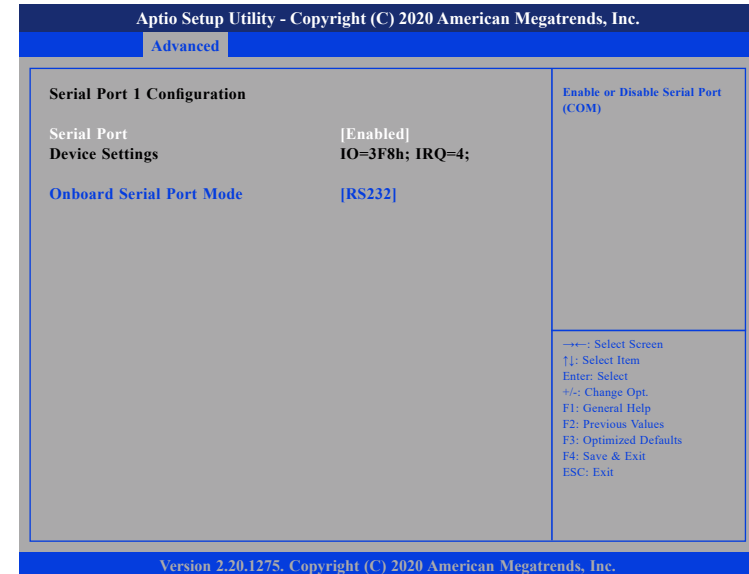 Aptio Setup Utility - Copyright (C) 2020 American Megatrends, Inc.
Advanced
Serial Port 1 Configuration
Serial Port [Enabled]
Device Settings IO=3F8h; IRQ=4;
Onboard Serial Port Mode [RS232]
Enable or Disable Serial Port
(COM)
→←: Select Screen
↑↓: Select Item
Enter: Select
+/-: Change Opt.
F1: General Help
F2: Previous Values
F3: Optimized Defaults
F4: Save & Exit
ESC: Exit
Version 2.20.1275. Copyright (C) 2020 American Megatrends, Inc.